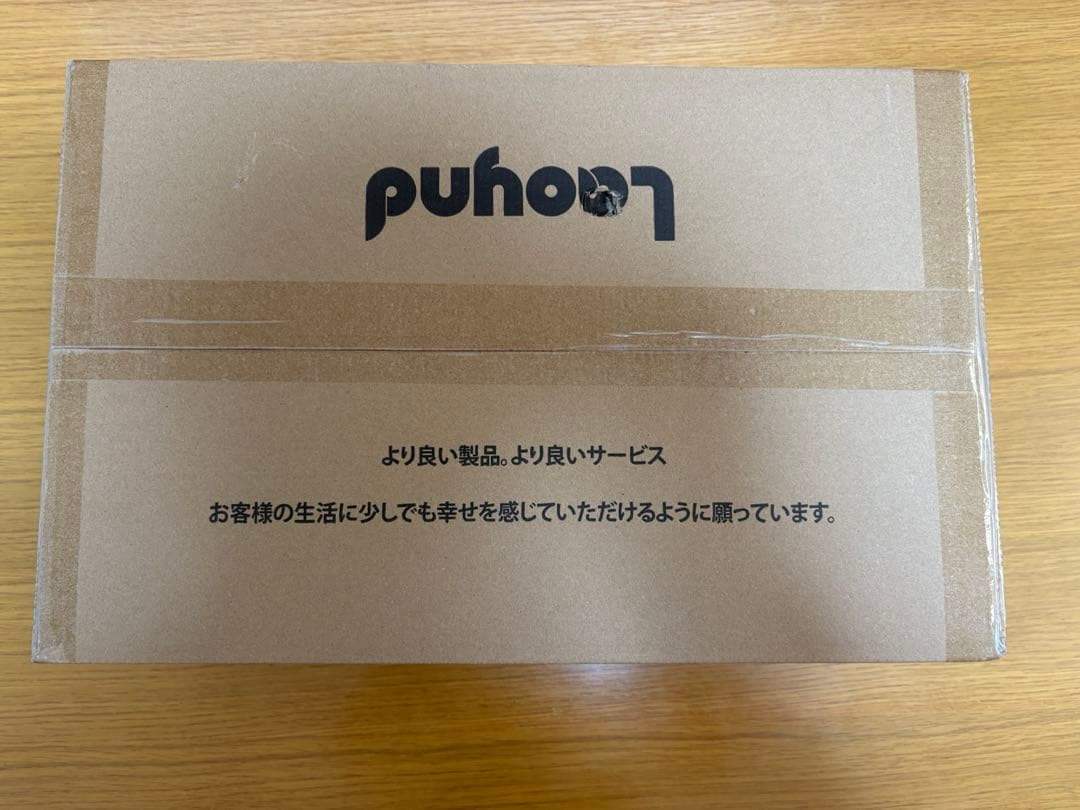 より良い製品。より良いサービス
お客様の生活に少しでも幸せを感じていただけるように願っています。